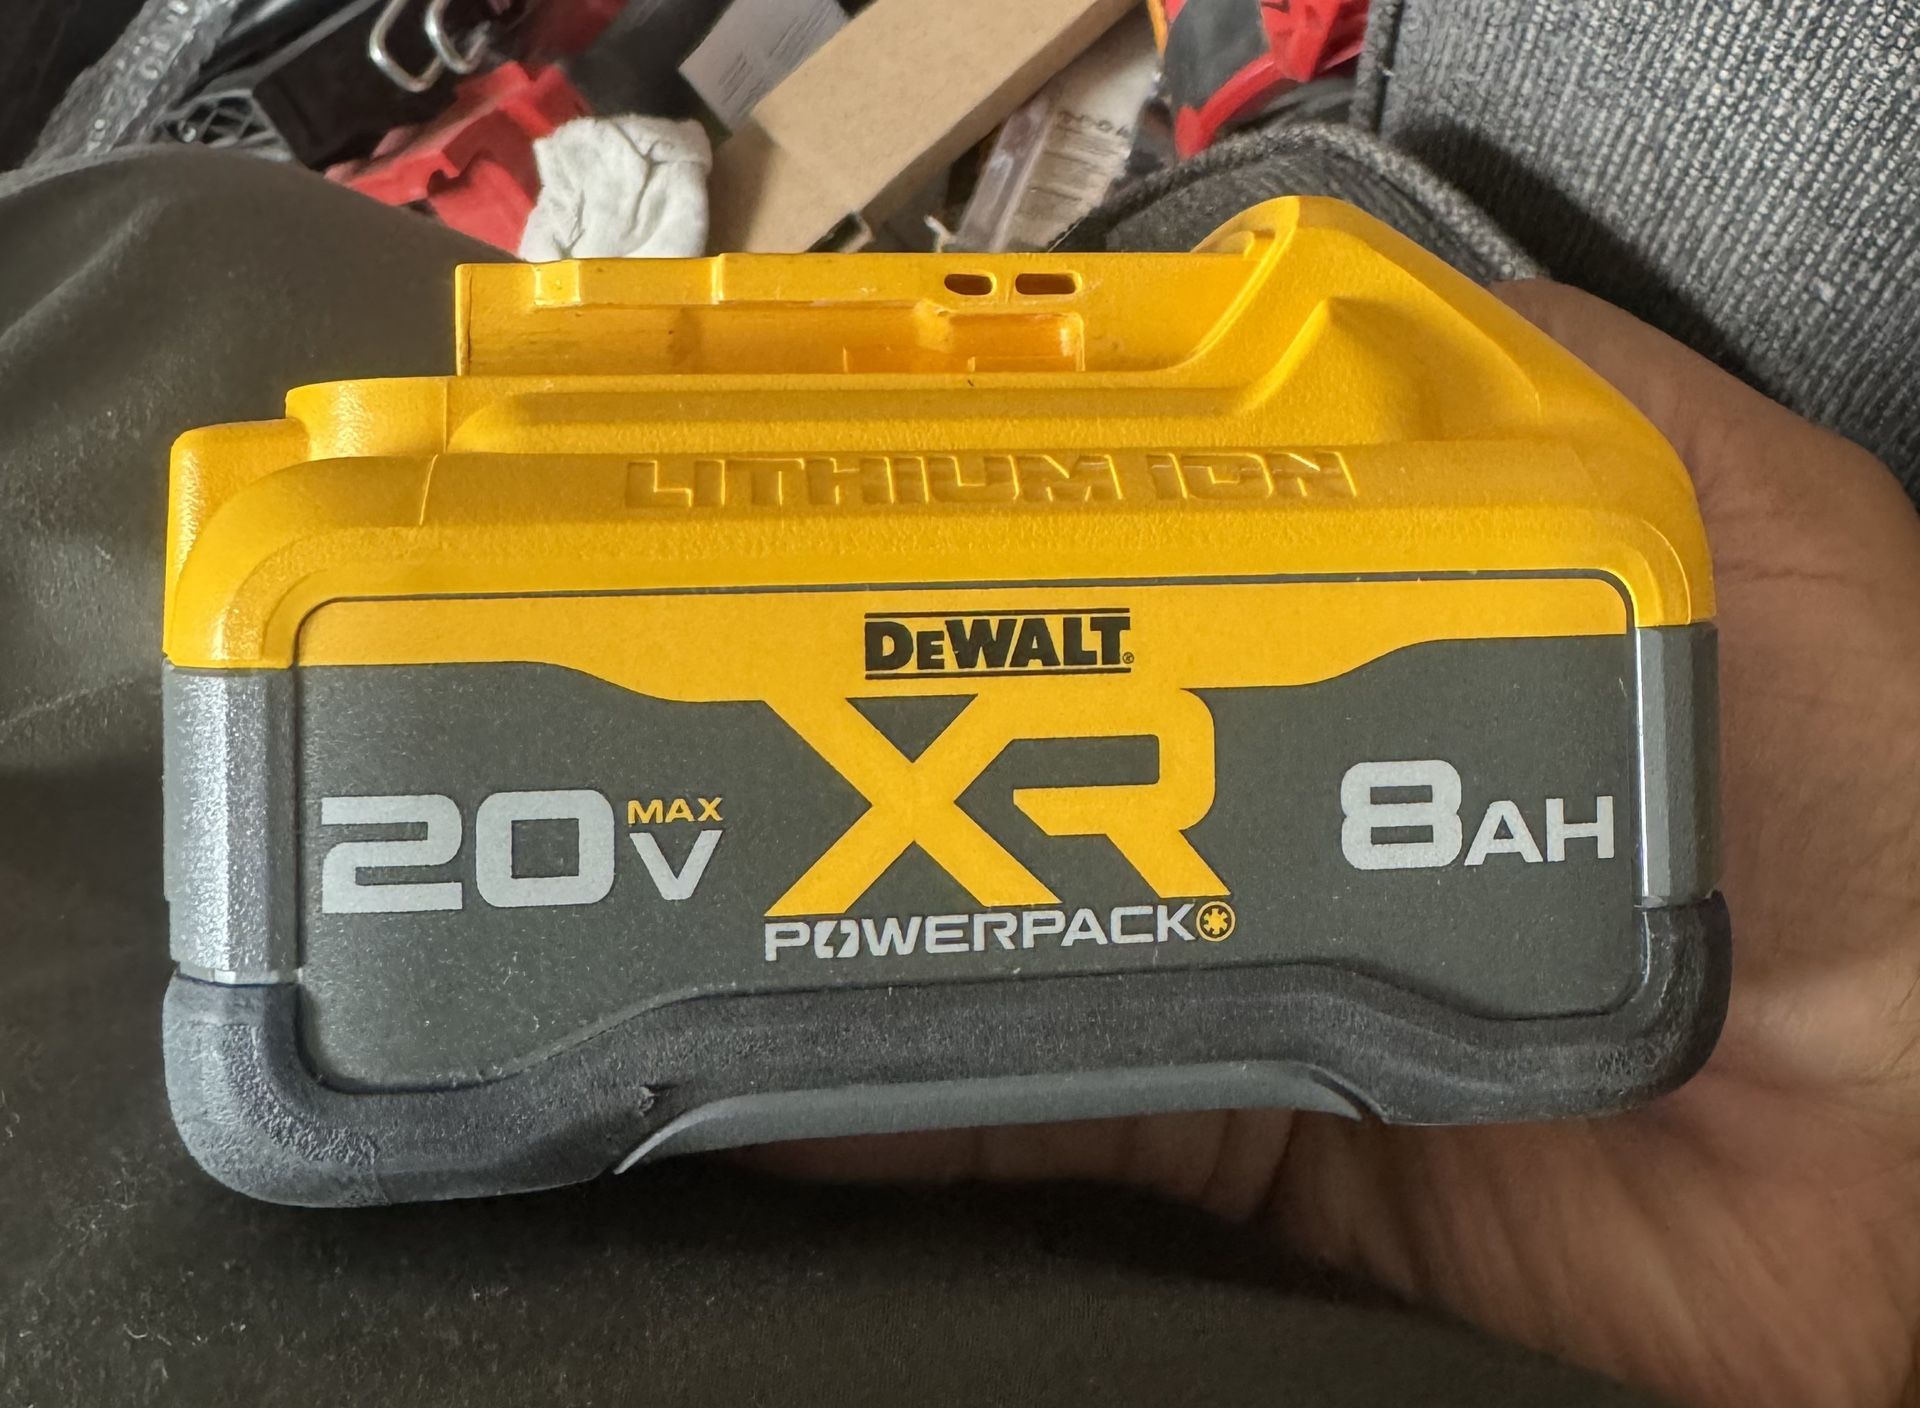 LITHIUM ION
DEWALT®
XR
20V MAX
8AH
POWERPACK